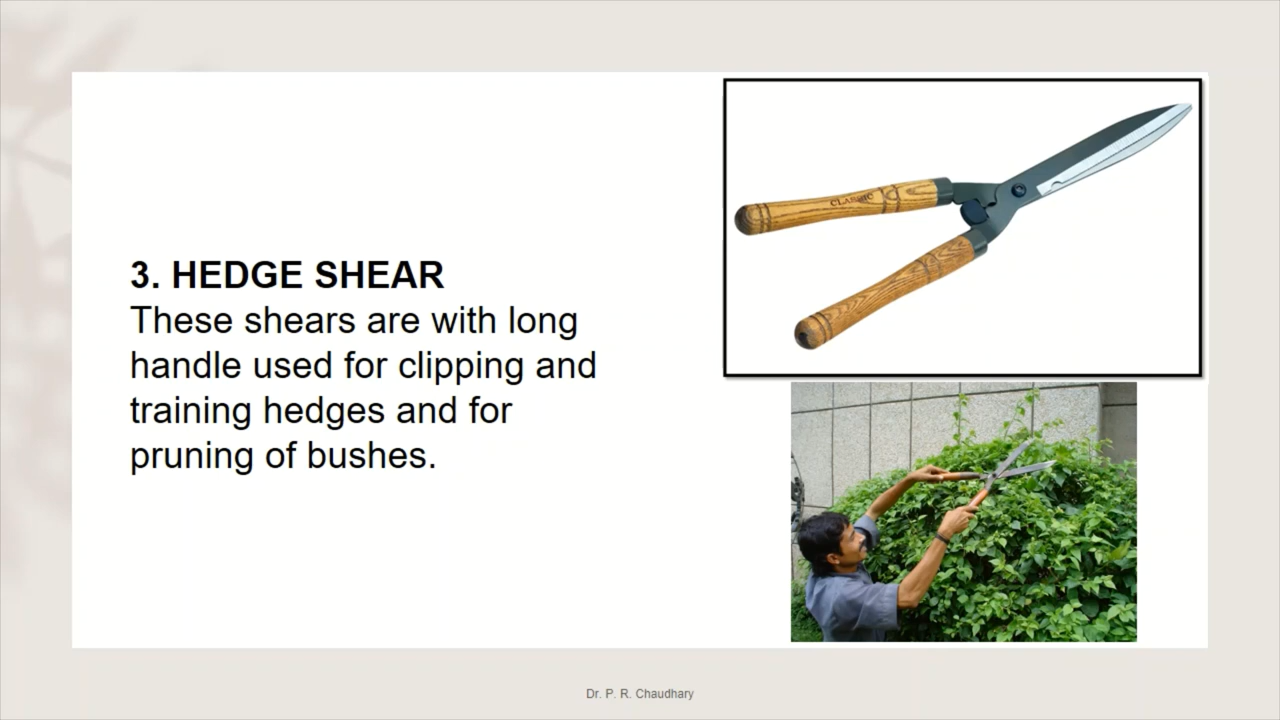 3. HEDGE SHEAR
These shears are with long
handle used for clipping and
training hedges and for
pruning of bushes.
CLASSIC
Dr. P. R. Chaudhary